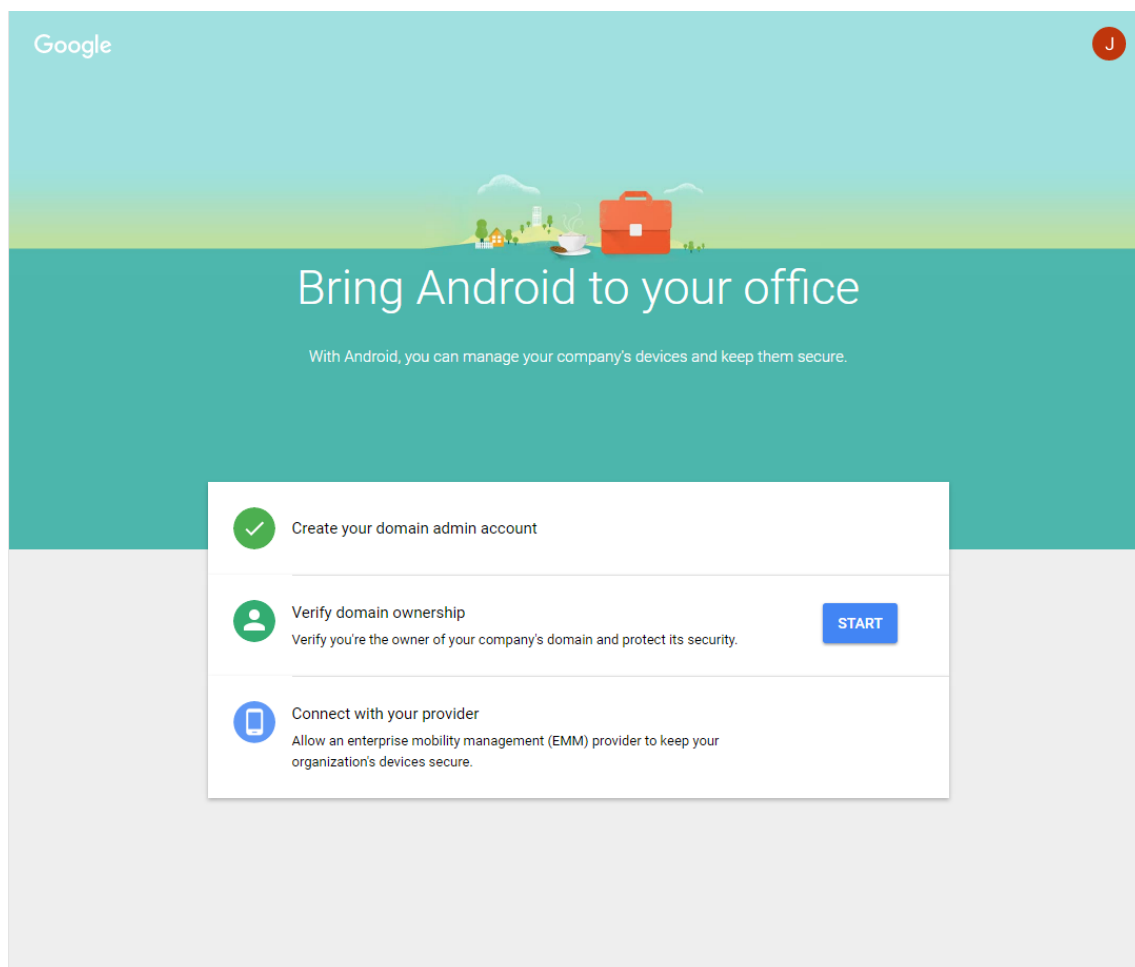 Google
J
Bring Android to your office
With Android, you can manage your company's devices and keep them secure.
Create your domain admin account
Verify domain ownership
Verify you're the owner of your company's domain and protect its security.
START
Connect with your provider
Allow an enterprise mobility management (EMM) provider to keep your
organization's devices secure.